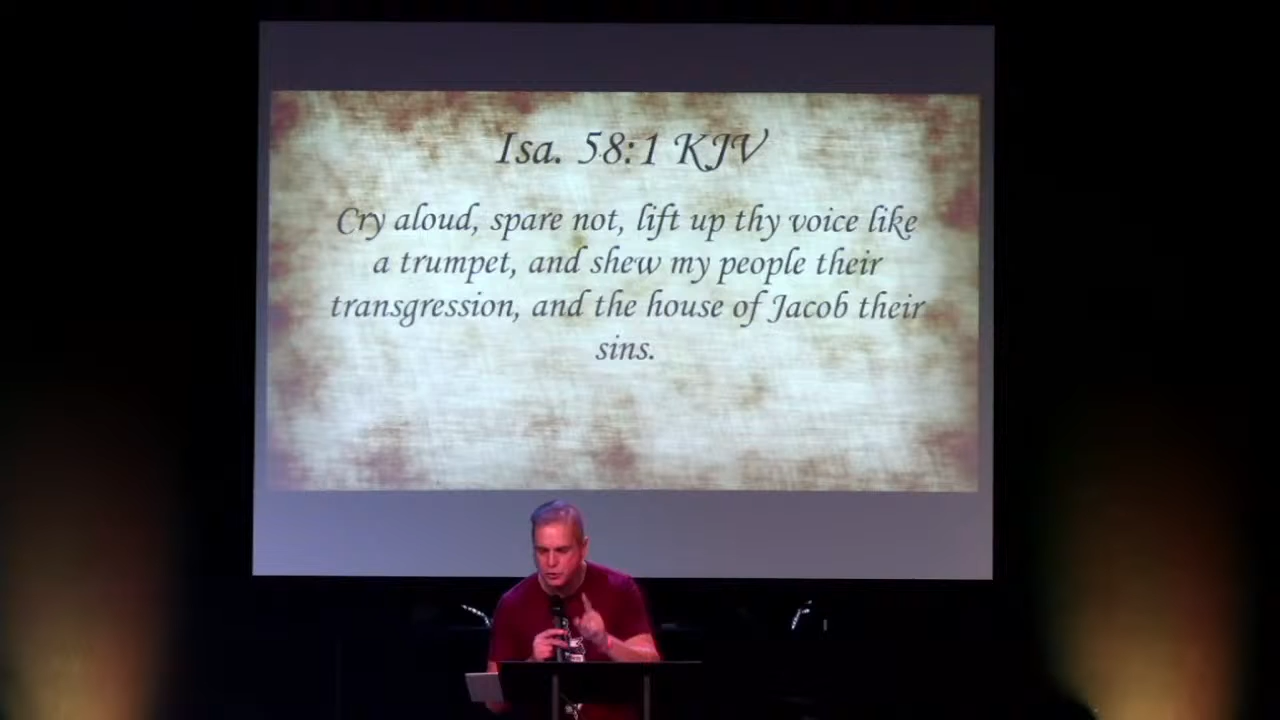 Isa. 58:1 KJV
Cry aloud, spare not, lift up thy voice like
a trumpet, and shew my people their
transgression, and the house of Jacob their
sins.